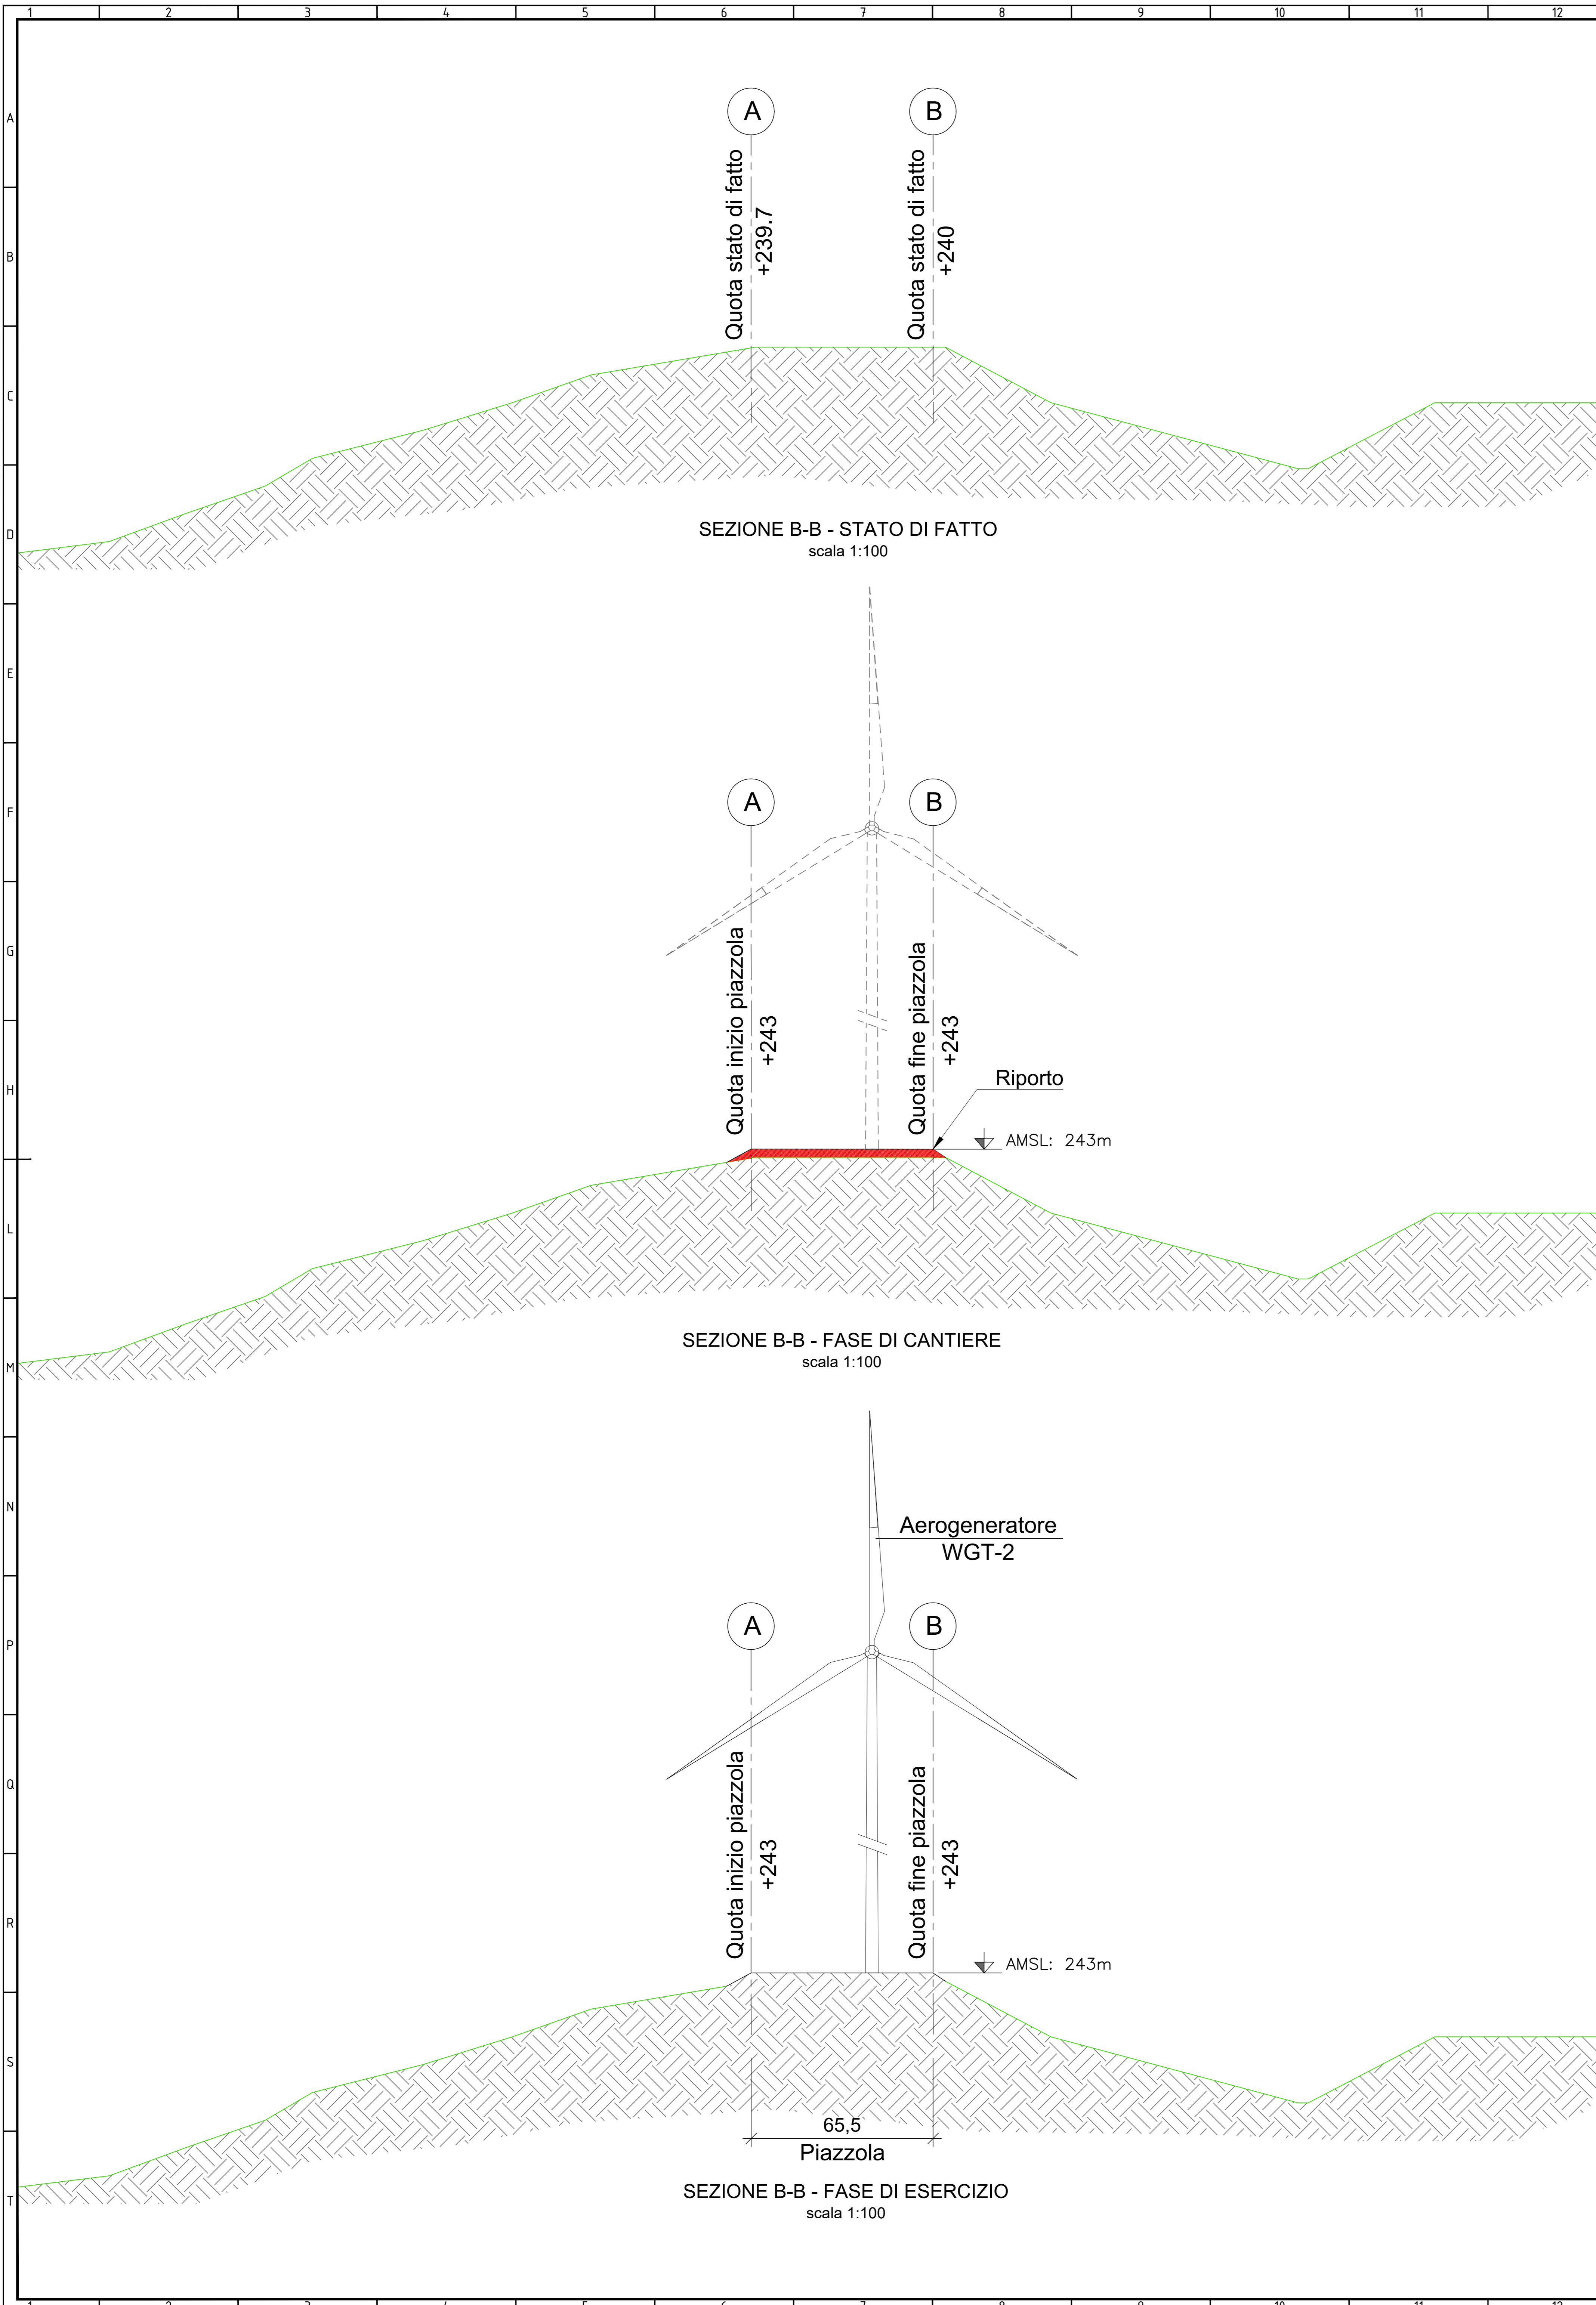 1 2 3 4 5 6 7 8 9 10 11 12
A
B
C
D
E
F
G
H
L
M
N
P
Q
R
S
T
A
B
Quota stato di fatto
+239.7
Quota stato di fatto
+240
SEZIONE B-B - STATO DI FATTO
scala 1:100
A
B
Quota inizio piazzola
+243
Quota fine piazzola
+243
Riporto
AMSL: 243m
SEZIONE B-B - FASE DI CANTIERE
scala 1:100
Aerogeneratore
WGT-2
A
B
Quota inizio piazzola
+243
Quota fine piazzola
+243
AMSL: 243m
65,5
Piazzola
SEZIONE B-B - FASE DI ESERCIZIO
scala 1:100